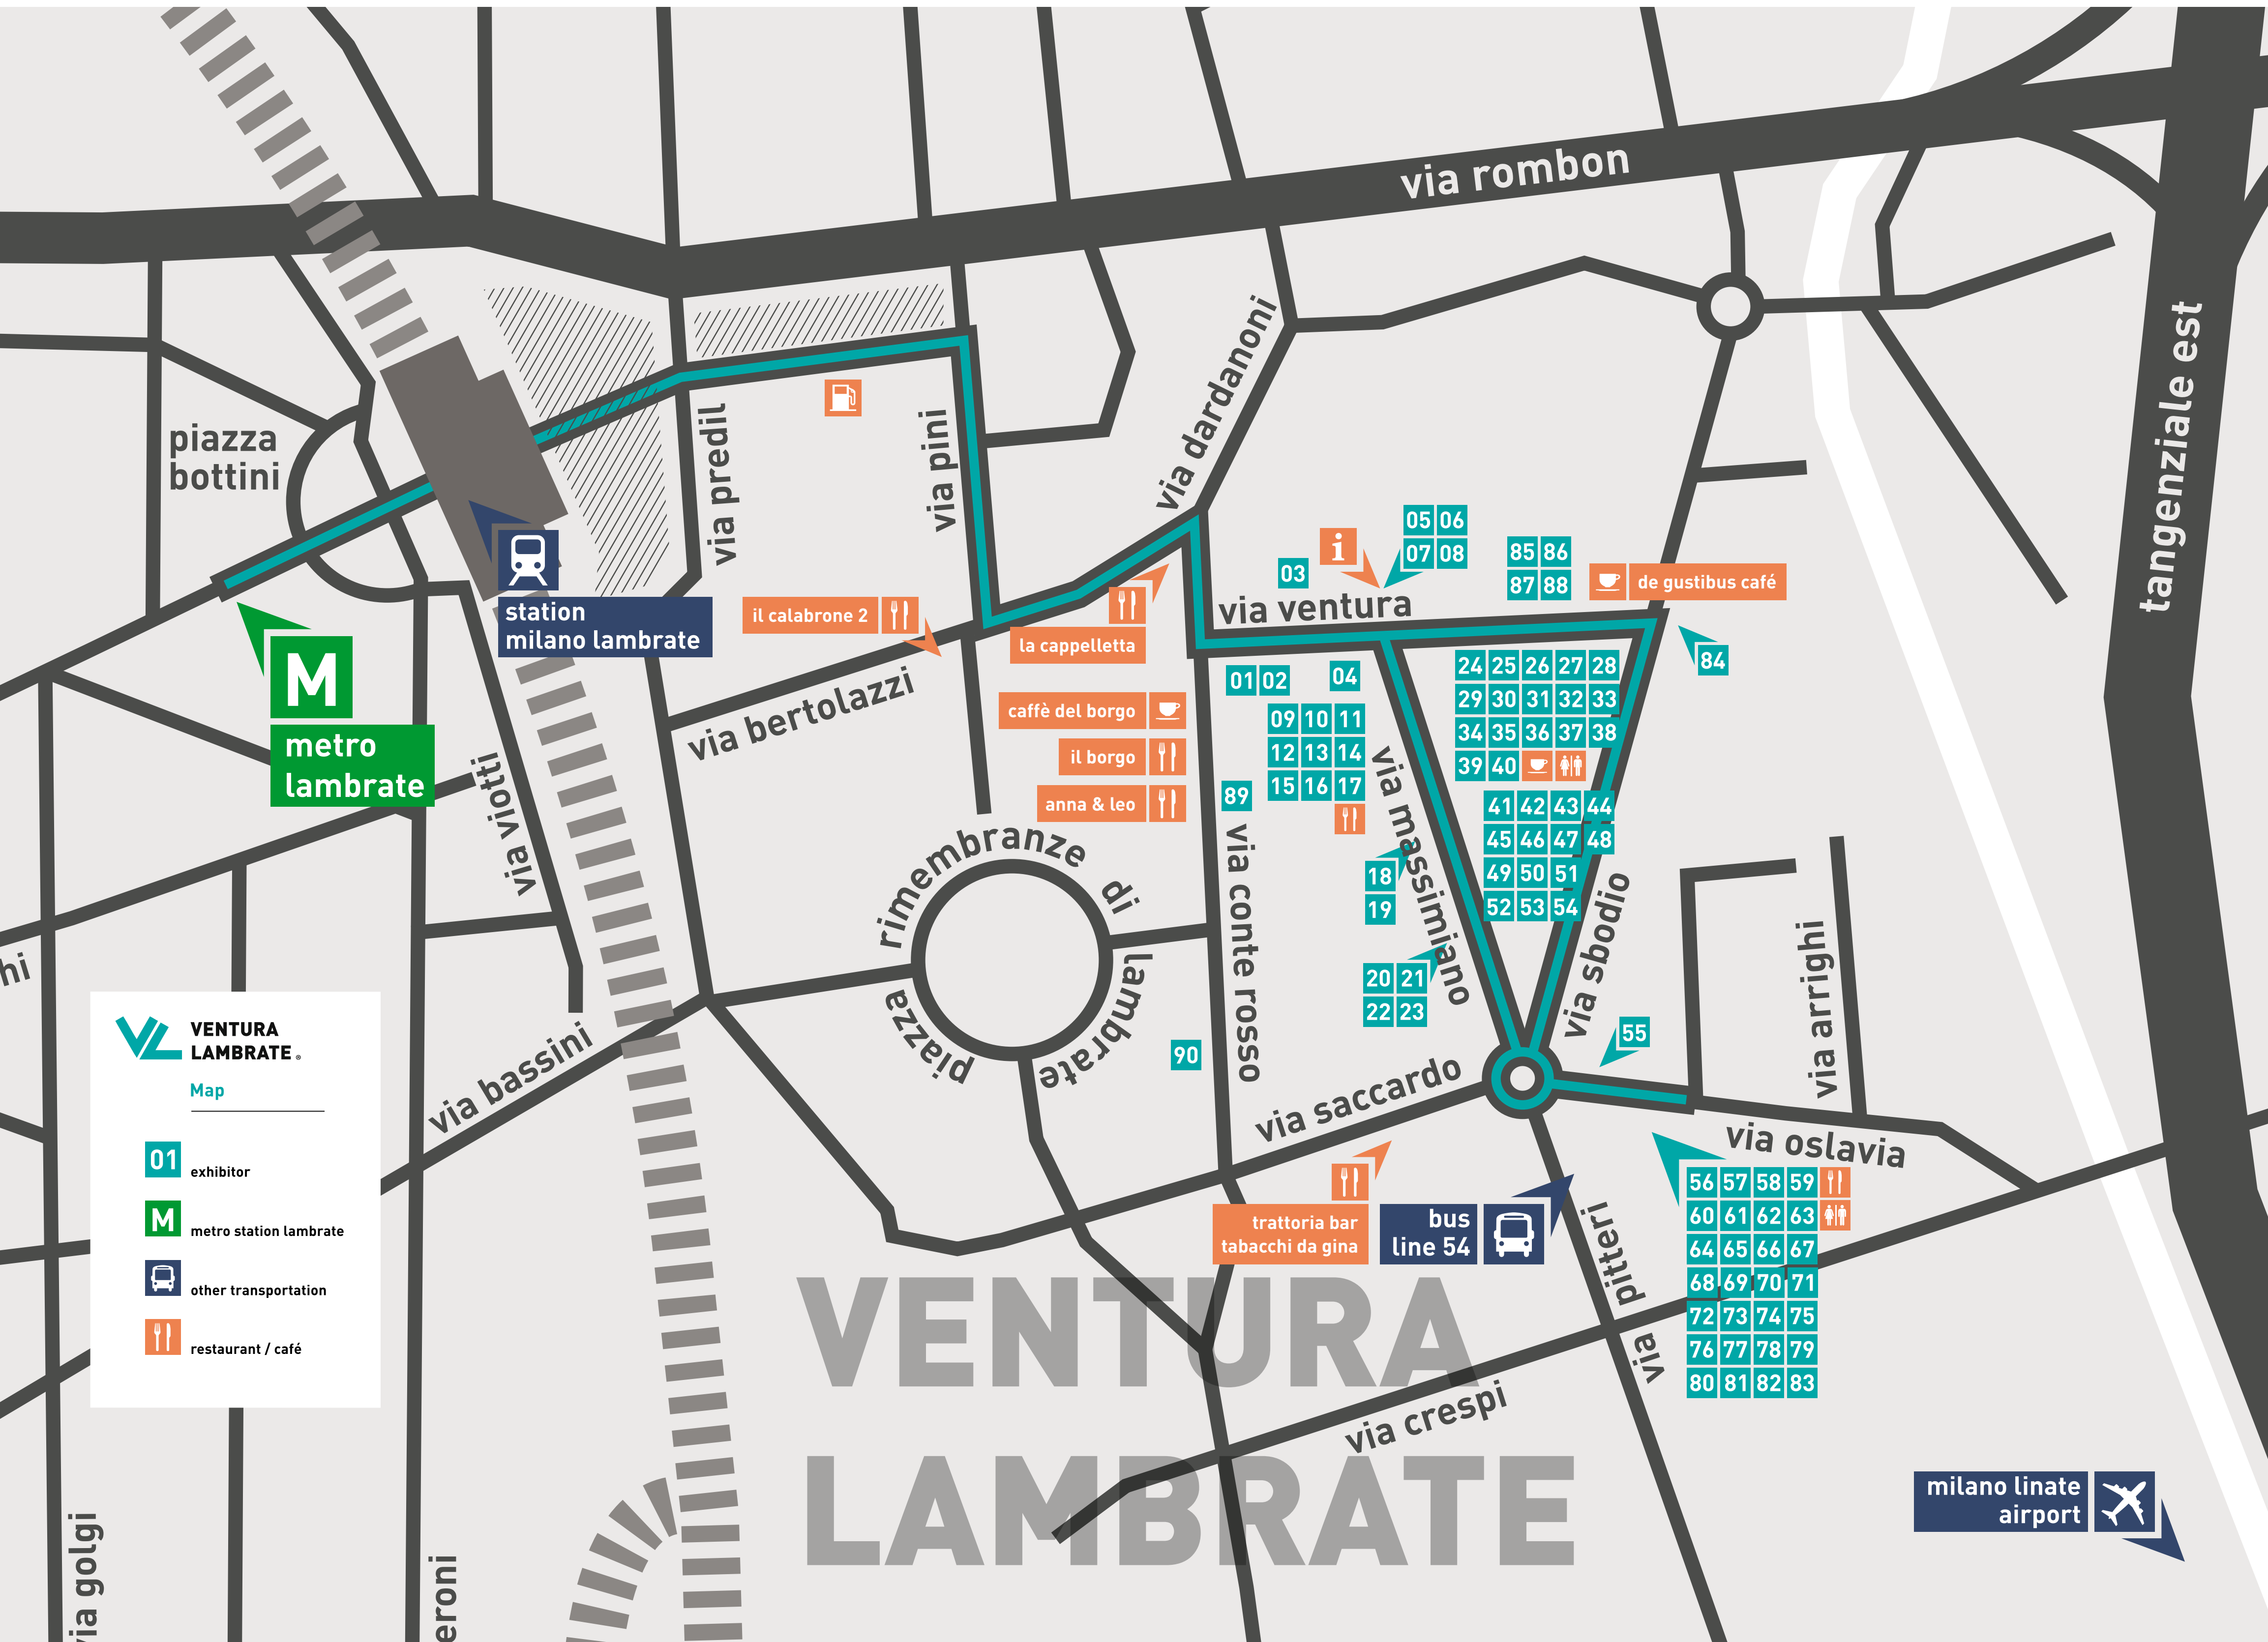 via rombon
tangenziale est
via dardanoni
piazza
bottini
via predil
via pini
05 06
07 08
i
03
85 86
87 88
de gustibus café
station
milano lambrate
il calabrone 2
la cappelletta
via ventura
84
M
metro
lambrate
via bertolazzi
via viotti
caffè del borgo
il borgo
anna & leo
01 02
04
09 10 11
12 13 14
15 16 17
89
24 25 26 27 28
29 30 31 32 33
34 35 36 37 38
39 40
41 42 43 44
45 46 47 48
49 50 51
52 53 54
via massimiano
18
19
20 21
22 23
via conte rosso
via sbodio
piazza rimembranze di lambrate
90
55
via arrighi
hi
via bassini
via saccardo
via oslavia
trattoria bar
tabacchi da gina
bus
line 54
via pitteri
56 57 58 59
60 61 62 63
64 65 66 67
68 69 70 71
72 73 74 75
76 77 78 79
80 81 82 83
VENTURA
LAMBRATE
via crespi
milano linate
airport
VENTURA
LAMBRATE®
Map
01 exhibitor
M metro station lambrate
other transportation
restaurant / café
via golgi
eroni